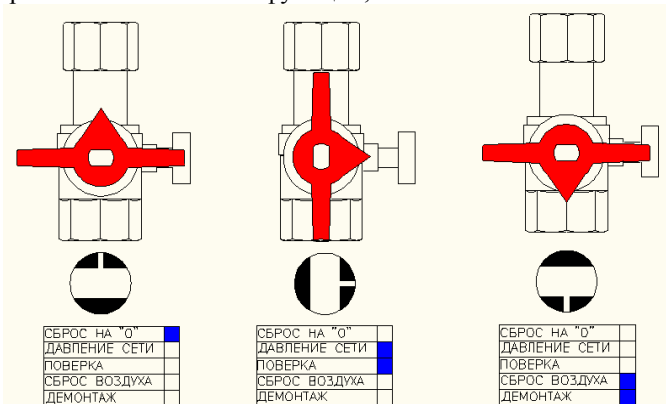 СБРОС НА "0"
ДАВЛЕНИЕ СЕТИ
ПОВЕРКА
СБРОС ВОЗДУХА
ДЕМОНТАЖ
СБРОС НА "0"
ДАВЛЕНИЕ СЕТИ
ПОВЕРКА
СБРОС ВОЗДУХА
ДЕМОНТАЖ
СБРОС НА "0"
ДАВЛЕНИЕ СЕТИ
ПОВЕРКА
СБРОС ВОЗДУХА
ДЕМОНТАЖ